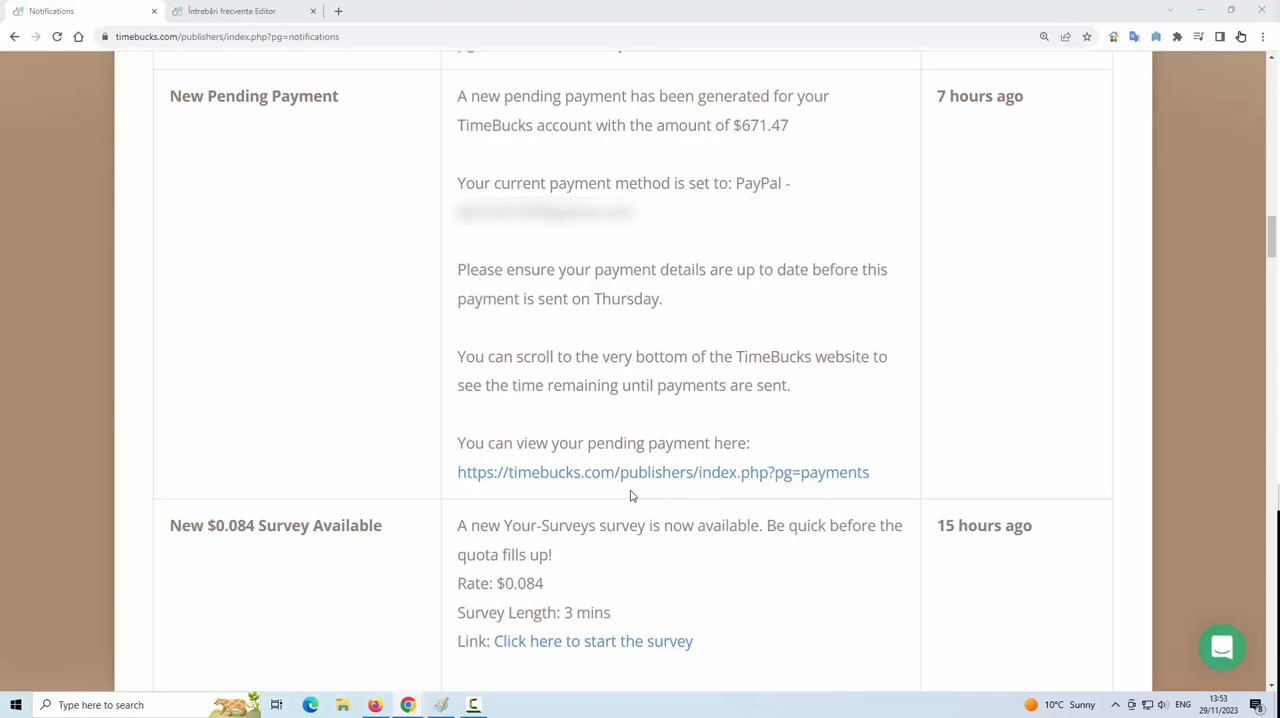 Notifications
Întrebări frecvente Editor
timebucks.com/publishers/index.php?pg=notifications
New Pending Payment
A new pending payment has been generated for your
TimeBucks account with the amount of $671.47
7 hours ago
Your current payment method is set to: PayPal -
Please ensure your payment details are up to date before this
payment is sent on Thursday.
You can scroll to the very bottom of the TimeBucks website to
see the time remaining until payments are sent.
You can view your pending payment here:
https://timebucks.com/publishers/index.php?pg=payments
New $0.084 Survey Available
A new Your-Surveys survey is now available. Be quick before the
quota fills up!
Rate: $0.084
Survey Length: 3 mins
Link: Click here to start the survey
15 hours ago
Type here to search
10°C Sunny
ENG
13:53
29/11/2023
8